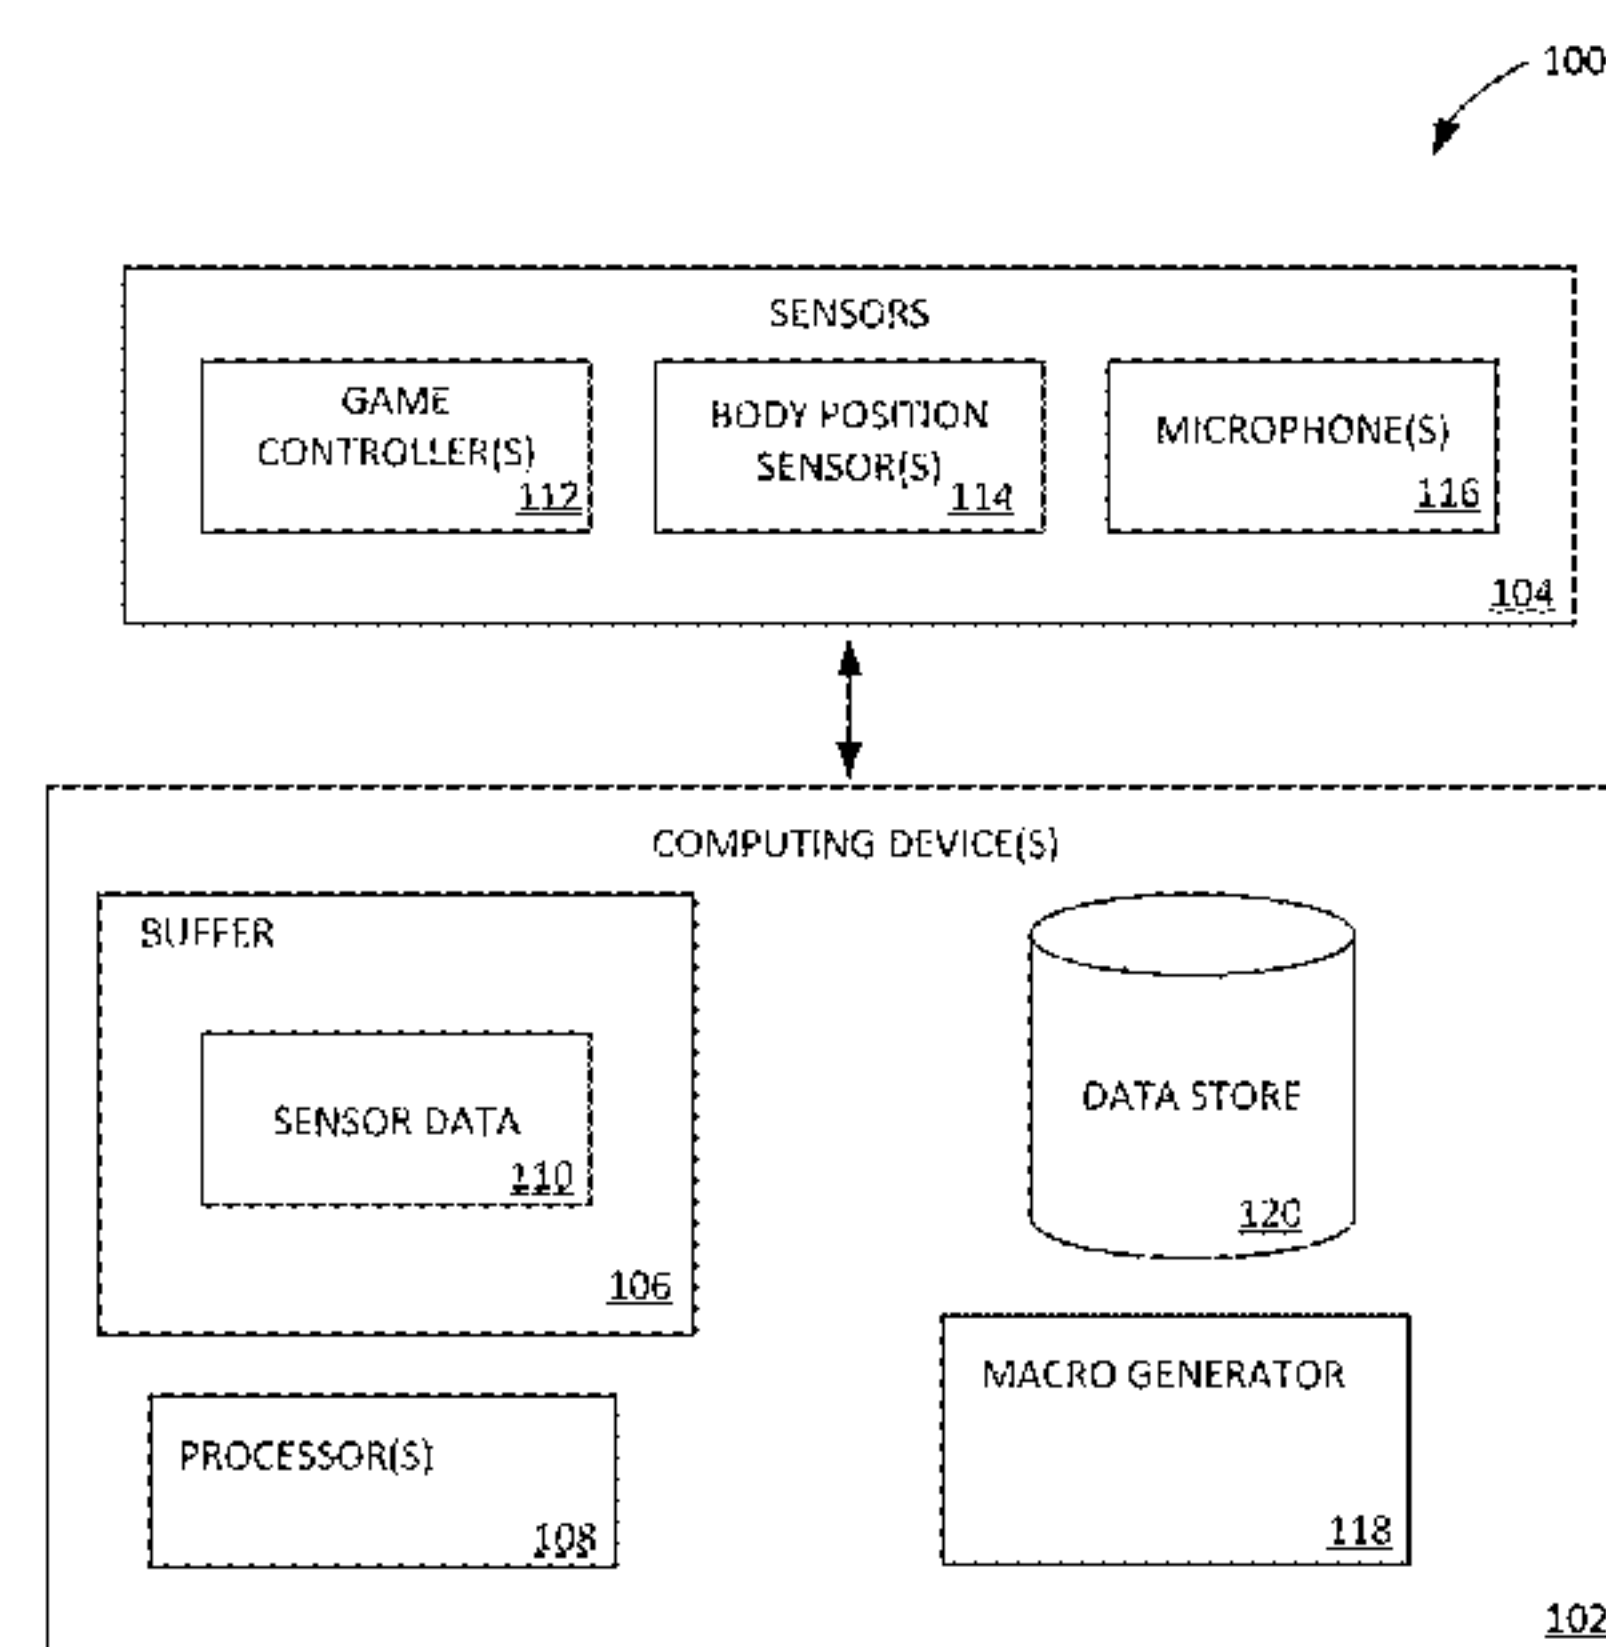 100
SENSORS
GAME
CONTROLLER(S)
112
BODY POSITION
SENSOR(S)
114
MICROPHONE(S)
116
104
COMPUTING DEVICE(S)
BUFFER
SENSOR DATA
110
106
DATA STORE
120
PROCESSOR(S)
108
MACRO GENERATOR
118
102